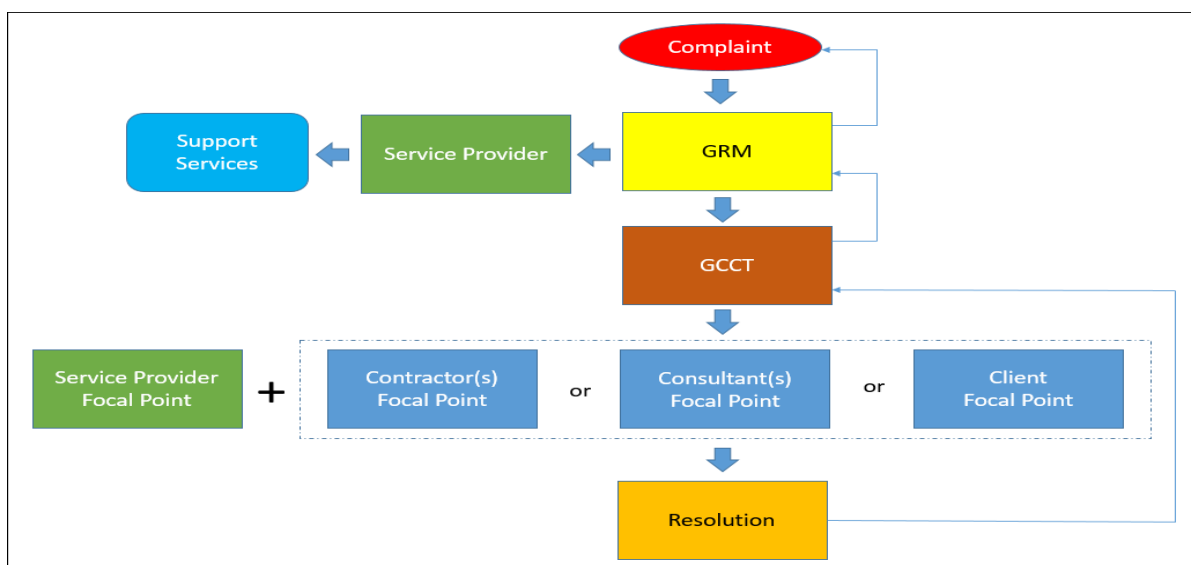 Complaint
Support
Services
Service Provider
GRM
GCCT
Service Provider
Focal Point
+
Contractor(s)
Focal Point
or
Consultant(s)
Focal Point
or
Client
Focal Point
Resolution